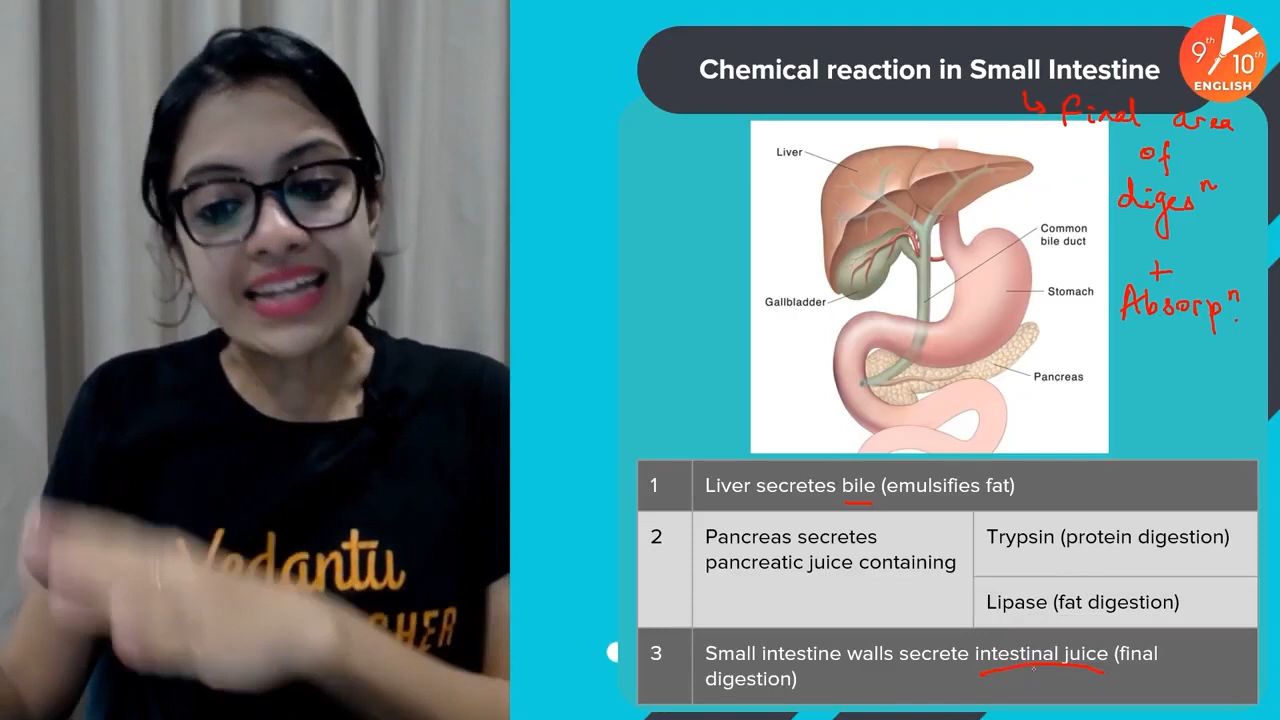 Chemical reaction in Small Intestine
9th
10th
ENGLISH
↳ Final area
of
digesⁿ
+
Absorpⁿ.
Liver
Common
bile duct
Gallbladder
Stomach
Pancreas
Vedantu
1 Liver secretes bile (emulsifies fat)
2 Pancreas secretes
pancreatic juice containing
Trypsin (protein digestion)
Lipase (fat digestion)
3 Small intestine walls secrete intestinal juice (final
digestion)